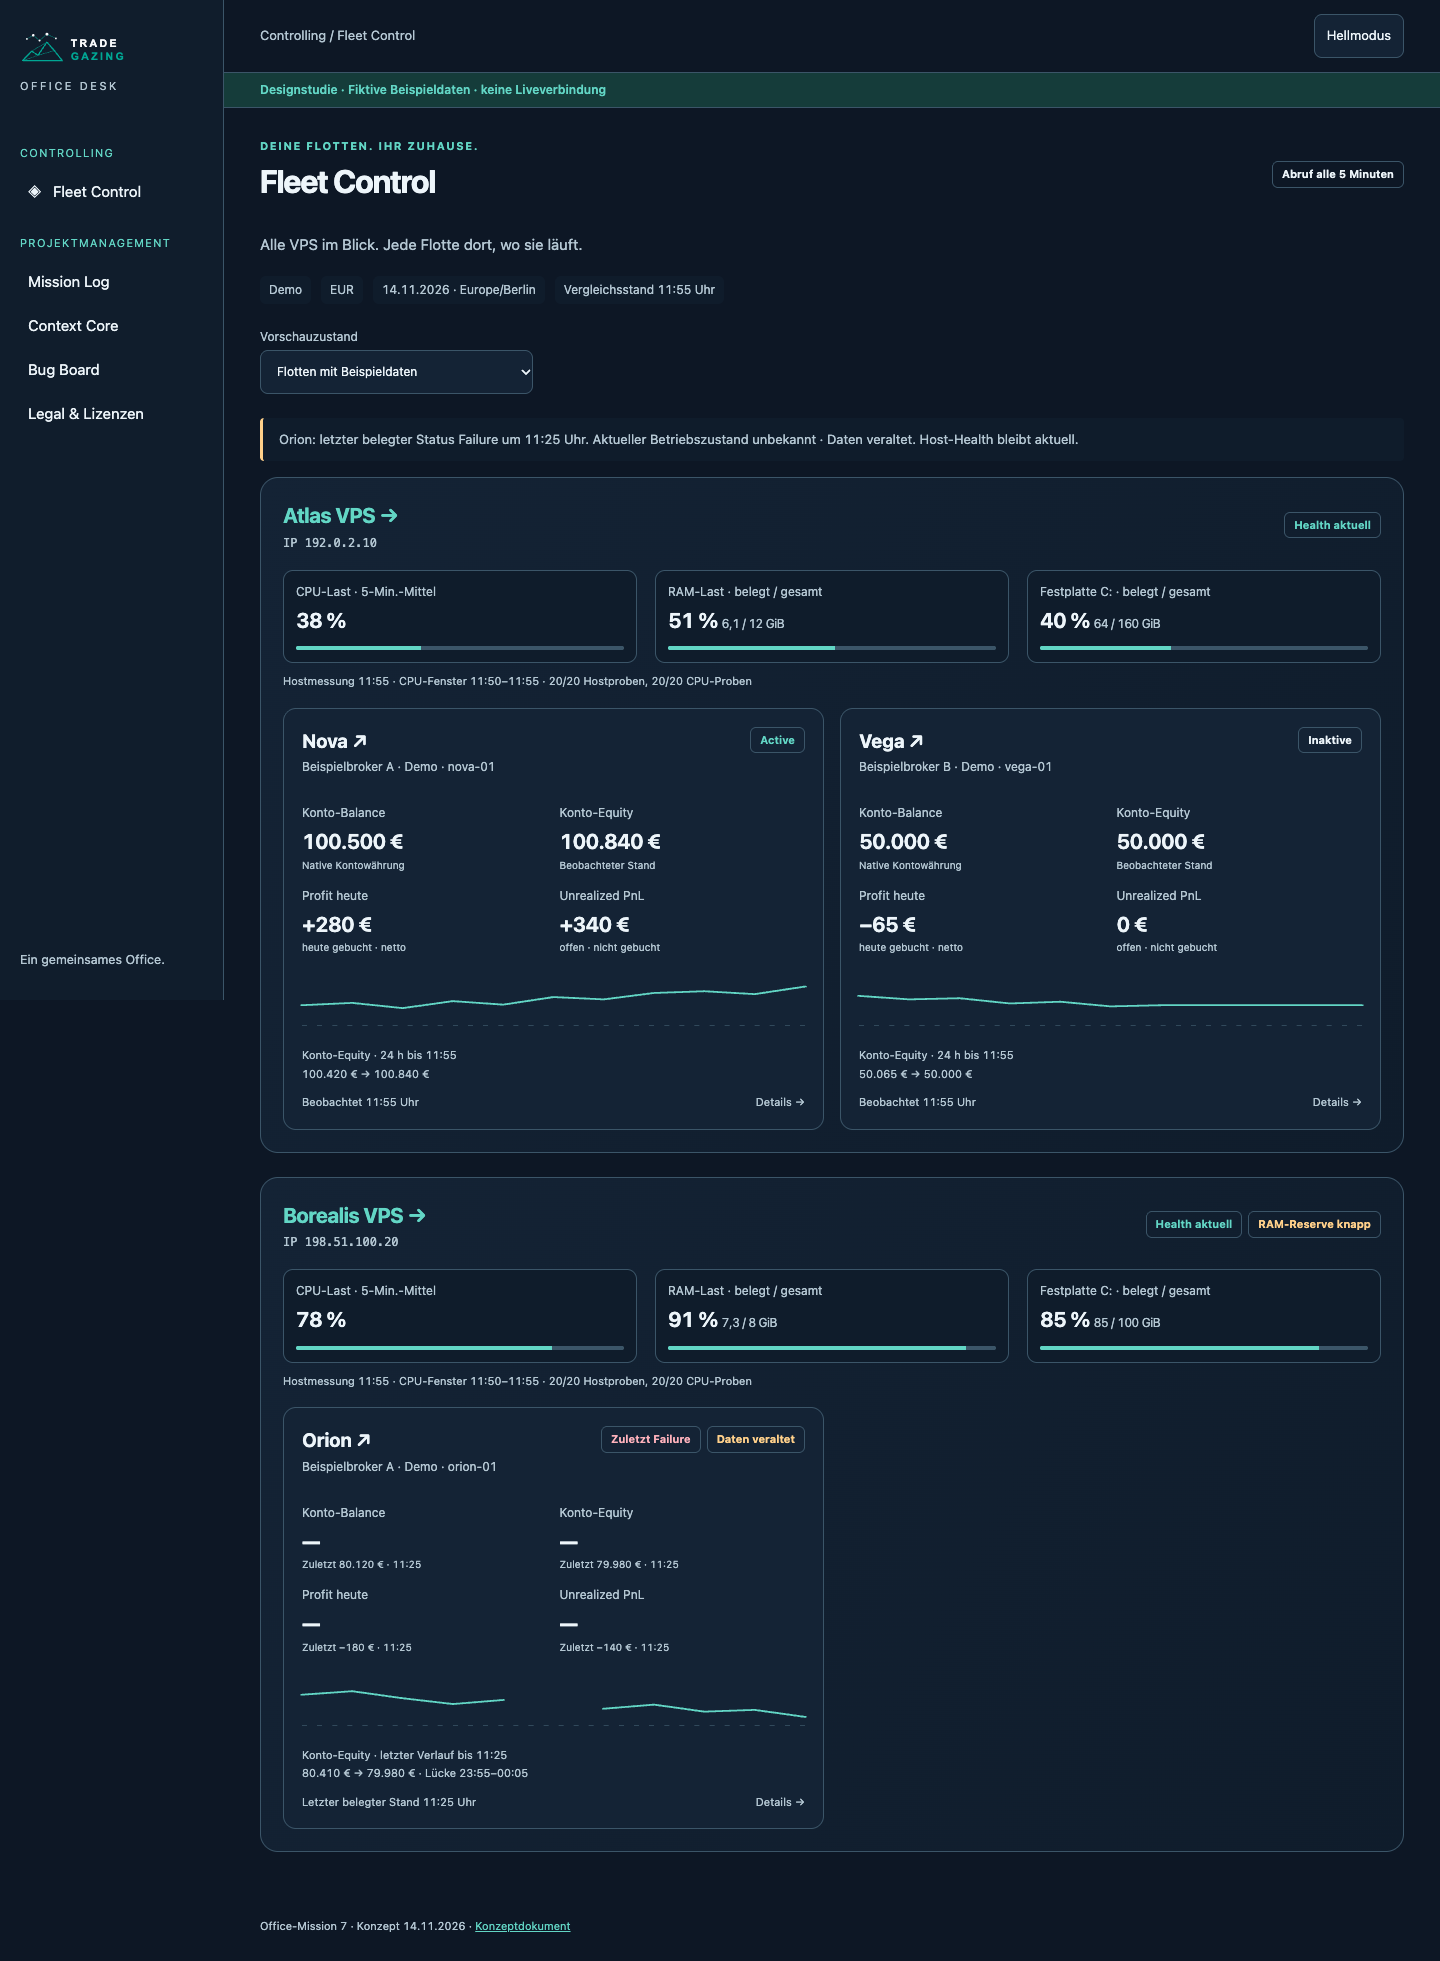 TRADE
GAZING
OFFICE DESK
CONTROLLING
Fleet Control
PROJEKTMANAGEMENT
Mission Log
Context Core
Bug Board
Legal & Lizenzen
Ein gemeinsames Office.
Controlling / Fleet Control
Hellmodus
Designstudie · Fiktive Beispieldaten · keine Liveverbindung
DEINE FLOTTEN. IHR ZUHAUSE.
Fleet Control
Abruf alle 5 Minuten
Alle VPS im Blick. Jede Flotte dort, wo sie läuft.
Demo EUR 14.11.2026 · Europe/Berlin Vergleichsstand 11:55 Uhr
Vorschauzustand
Flotten mit Beispieldaten
Orion: letzter belegter Status Failure um 11:25 Uhr. Aktueller Betriebszustand unbekannt · Daten veraltet. Host-Health bleibt aktuell.
Atlas VPS →
Health aktuell
IP 192.0.2.10
CPU-Last · 5-Min.-Mittel
38 %
RAM-Last · belegt / gesamt
51 % 6,1 / 12 GiB
Festplatte C: · belegt / gesamt
40 % 64 / 160 GiB
Hostmessung 11:55 · CPU-Fenster 11:50–11:55 · 20/20 Hostproben, 20/20 CPU-Proben
Nova ↗
Active
Beispielbroker A · Demo · nova-01
Konto-Balance
100.500 €
Native Kontowährung
Konto-Equity
100.840 €
Beobachteter Stand
Profit heute
+280 €
heute gebucht · netto
Unrealized PnL
+340 €
offen · nicht gebucht
Konto-Equity · 24 h bis 11:55
100.420 € → 100.840 €
Beobachtet 11:55 Uhr
Details →
Vega ↗
Inaktive
Beispielbroker B · Demo · vega-01
Konto-Balance
50.000 €
Native Kontowährung
Konto-Equity
50.000 €
Beobachteter Stand
Profit heute
−65 €
heute gebucht · netto
Unrealized PnL
0 €
offen · nicht gebucht
Konto-Equity · 24 h bis 11:55
50.065 € → 50.000 €
Beobachtet 11:55 Uhr
Details →
Borealis VPS →
Health aktuell
RAM-Reserve knapp
IP 198.51.100.20
CPU-Last · 5-Min.-Mittel
78 %
RAM-Last · belegt / gesamt
91 % 7,3 / 8 GiB
Festplatte C: · belegt / gesamt
85 % 85 / 100 GiB
Hostmessung 11:55 · CPU-Fenster 11:50–11:55 · 20/20 Hostproben, 20/20 CPU-Proben
Orion ↗
Zuletzt Failure
Daten veraltet
Beispielbroker A · Demo · orion-01
Konto-Balance
—
Zuletzt 80.120 € · 11:25
Konto-Equity
—
Zuletzt 79.980 € · 11:25
Profit heute
—
Zuletzt −180 € · 11:25
Unrealized PnL
—
Zuletzt −140 € · 11:25
Konto-Equity · letzter Verlauf bis 11:25
80.410 € → 79.980 € · Lücke 23:55–00:05
Letzter belegter Stand 11:25 Uhr
Details →
Office-Mission 7 · Konzept 14.11.2026 · Konzeptdokument